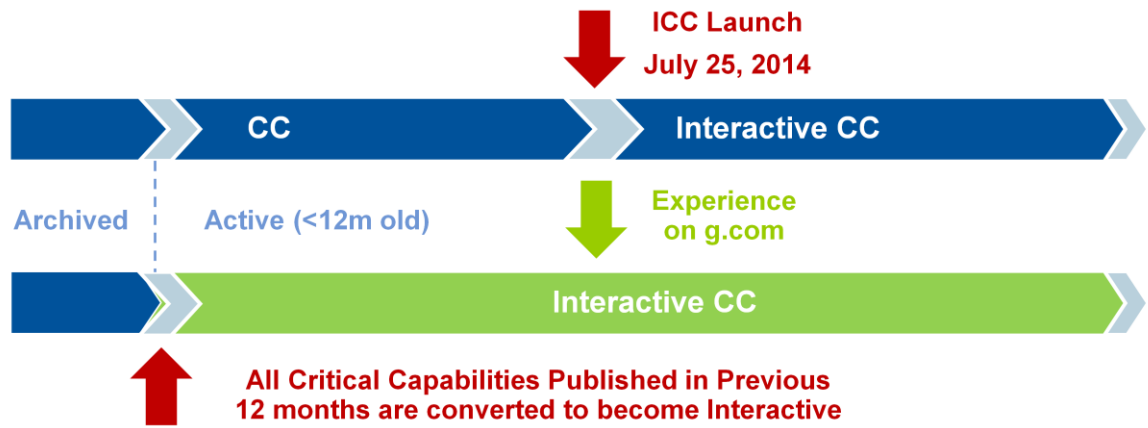 ICC Launch
July 25, 2014
CC
Interactive CC
Archived
Active (<12m old)
Experience
on g.com
Interactive CC
All Critical Capabilities Published in Previous
12 months are converted to become Interactive